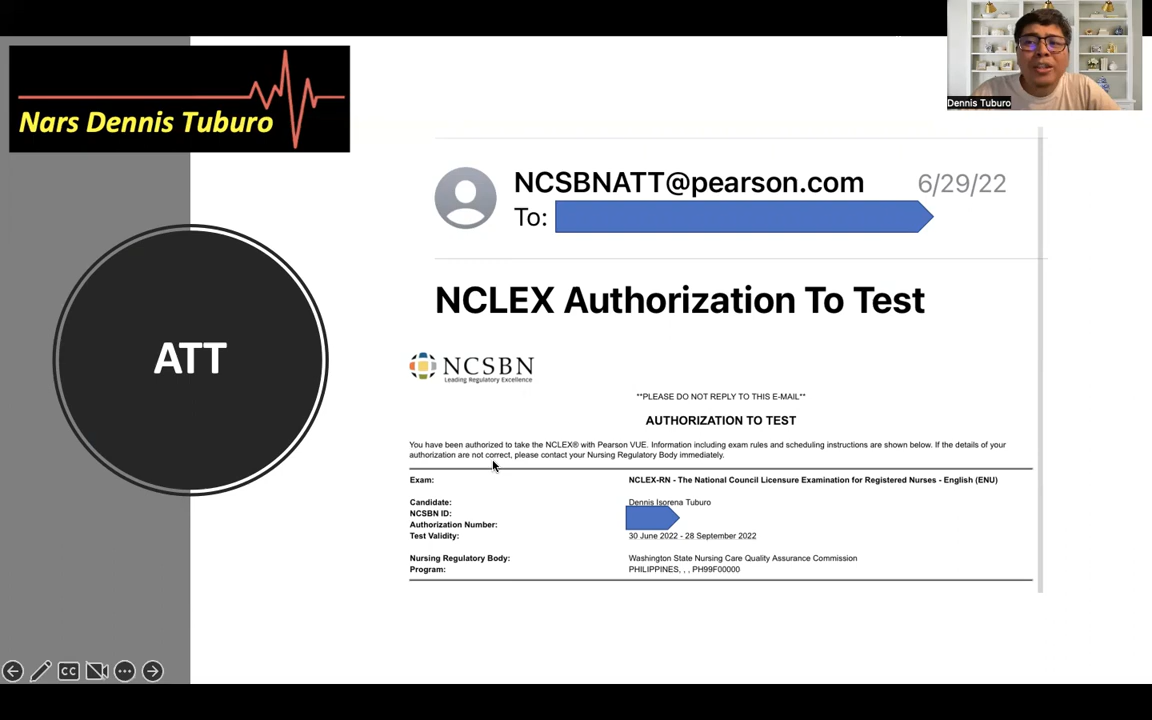 Nars Dennis Tuburo
Dennis Tuburo
ATT
NCSBNATT@pearson.com 6/29/22
To:
NCLEX Authorization To Test
NCSBN
Leading Regulatory Excellence
**PLEASE DO NOT REPLY TO THIS E-MAIL**
AUTHORIZATION TO TEST
You have been authorized to take the NCLEX® with Pearson VUE. Information including exam rules and scheduling instructions are shown below. If the details of your
authorization are not correct, please contact your Nursing Regulatory Body immediately.
Exam: NCLEX-RN - The National Council Licensure Examination for Registered Nurses - English (ENU)
Candidate: Dennis Isorena Tuburo
NCSBN ID:
Authorization Number:
Test Validity: 30 June 2022 - 28 September 2022
Nursing Regulatory Body: Washington State Nursing Care Quality Assurance Commission
Program: PHILIPPINES, , , PH99F00000
CC